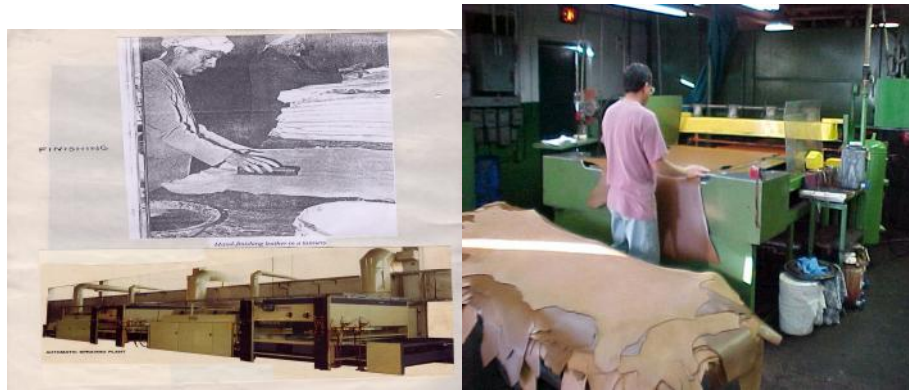 FINISHING
Hand finishing leather in a tannery.
AUTOMATIC SPRAYING PLANT